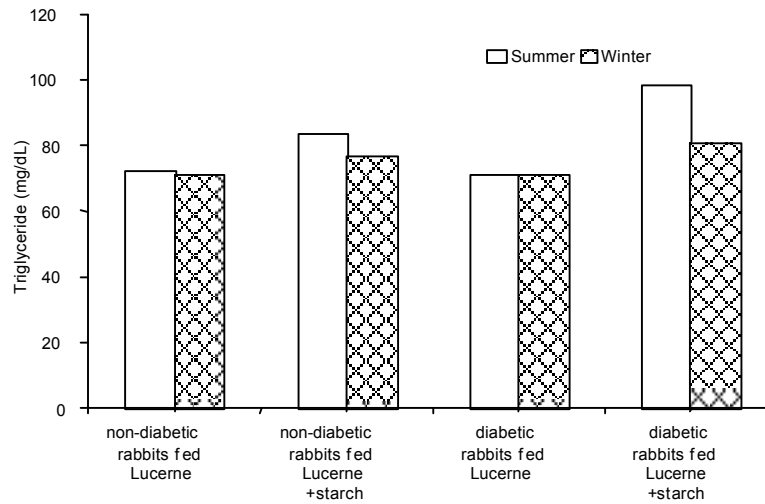 120
Summer Winter
100
80
60
40
20
0
Triglyceride (mg/dL)
non-diabetic
rabbits fed
Lucerne
non-diabetic
rabbits fed
Lucerne
+starch
diabetic
rabbits fed
Lucerne
diabetic
rabbits fed
Lucerne
+starch